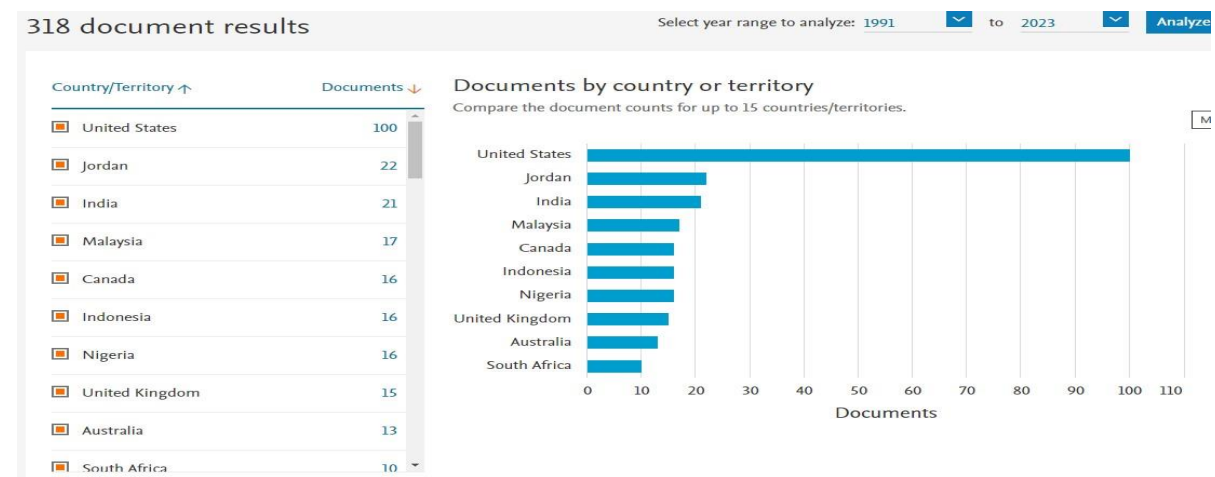 318 document results
Select year range to analyze: 1991 to 2023 Analyze
Country/Territory ↑ Documents ↓
United States 100
Jordan 22
India 21
Malaysia 17
Canada 16
Indonesia 16
Nigeria 16
United Kingdom 15
Australia 13
South Africa 10
Documents by country or territory
Compare the document counts for up to 15 countries/territories.
M
United States
Jordan
India
Malaysia
Canada
Indonesia
Nigeria
United Kingdom
Australia
South Africa
0 10 20 30 40 50 60 70 80 90 100 110
Documents